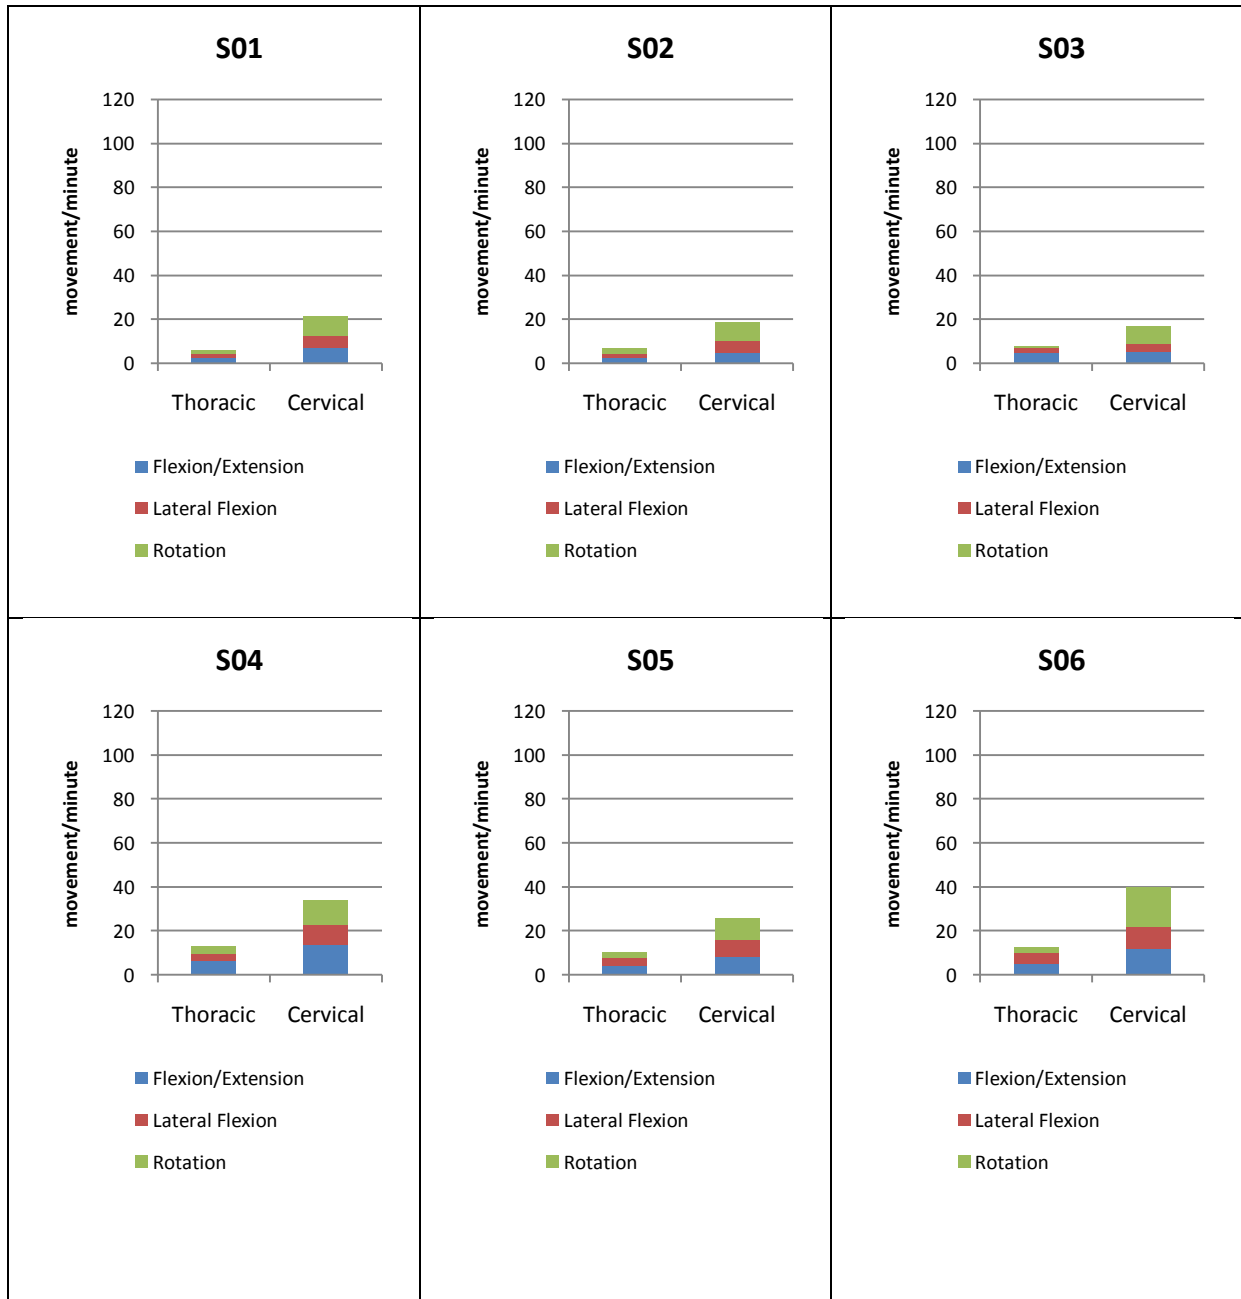 S01
120
100
80
60
40
20
0
movement/minute
Thoracic Cervical
Flexion/Extension
Lateral Flexion
Rotation
S02
120
100
80
60
40
20
0
movement/minute
Thoracic Cervical
Flexion/Extension
Lateral Flexion
Rotation
S03
120
100
80
60
40
20
0
movement/minute
Thoracic Cervical
Flexion/Extension
Lateral Flexion
Rotation
S04
120
100
80
60
40
20
0
movement/minute
Thoracic Cervical
Flexion/Extension
Lateral Flexion
Rotation
S05
120
100
80
60
40
20
0
movement/minute
Thoracic Cervical
Flexion/Extension
Lateral Flexion
Rotation
S06
120
100
80
60
40
20
0
movement/minute
Thoracic Cervical
Flexion/Extension
Lateral Flexion
Rotation